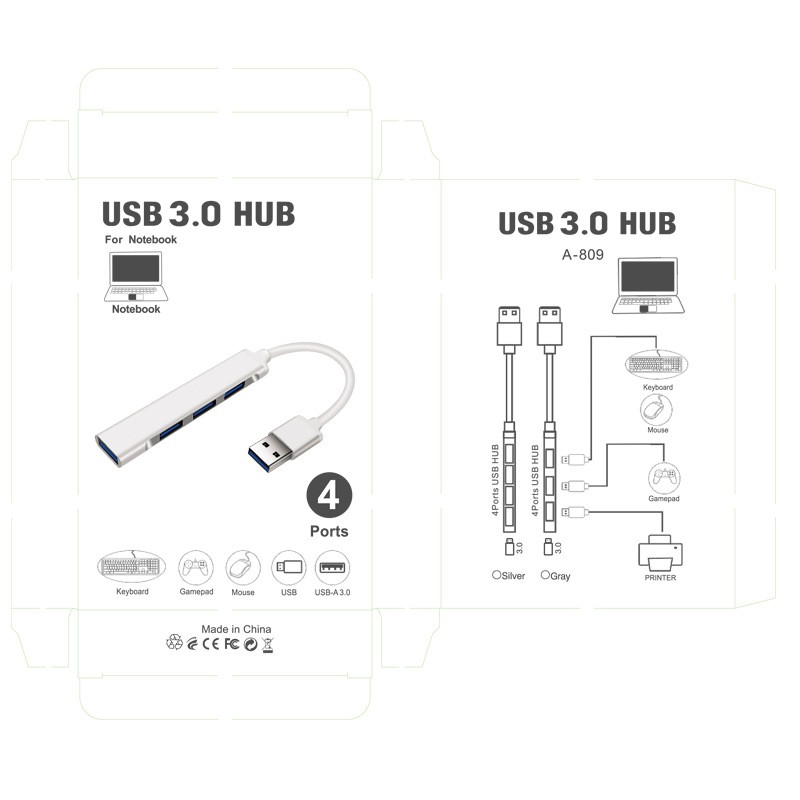 USB 3.0 HUB
For Notebook
Notebook
4
Ports
Keyboard
Gamepad
Mouse
USB
USB-A 3.0
Made in China
CE FC
USB 3.0 HUB
A-809
Keyboard
Mouse
4Ports USB HUB
4Ports USB HUB
Gamepad
3.0
3.0
PRINTER
Silver
Gray